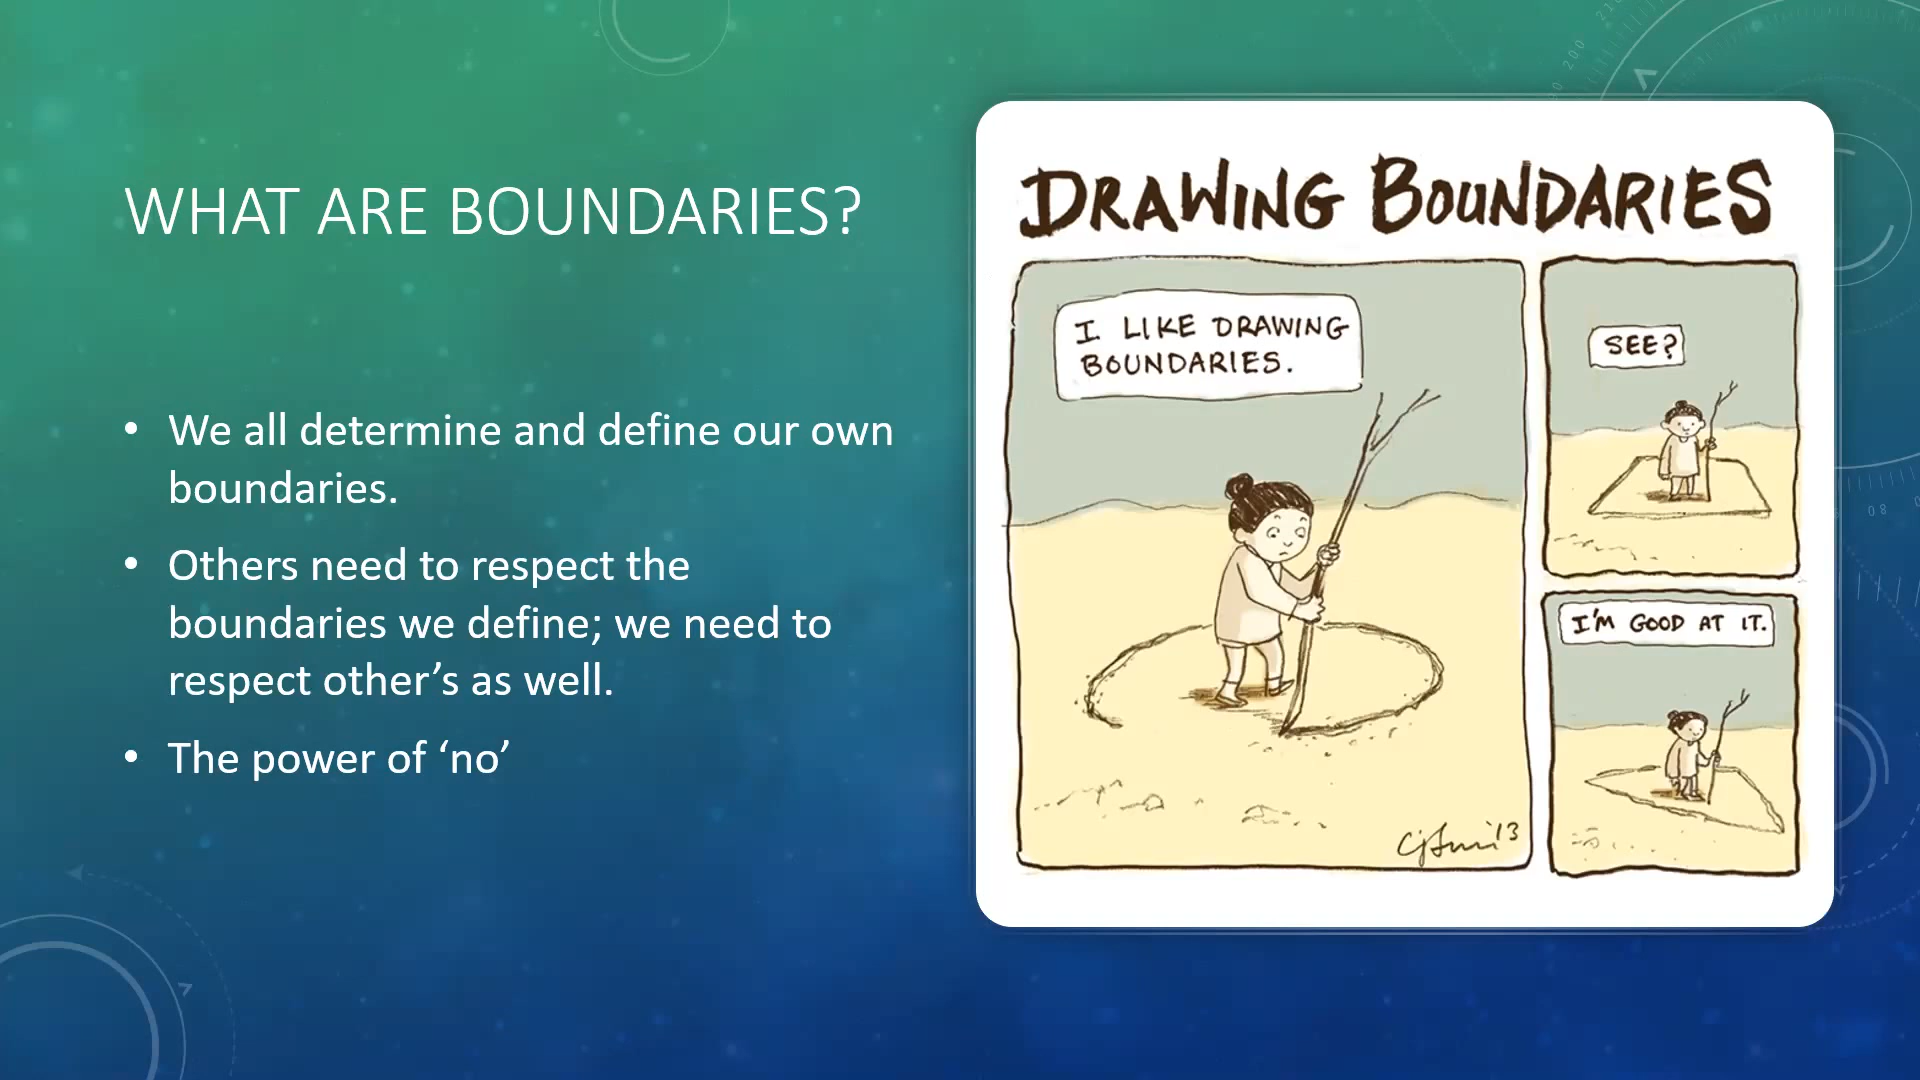 WHAT ARE BOUNDARIES?
• We all determine and define our own
boundaries.
• Others need to respect the
boundaries we define; we need to
respect other’s as well.
• The power of ‘no’
DRAWING BOUNDARIES
I LIKE DRAWING
BOUNDARIES.
SEE?
I'M GOOD AT IT.